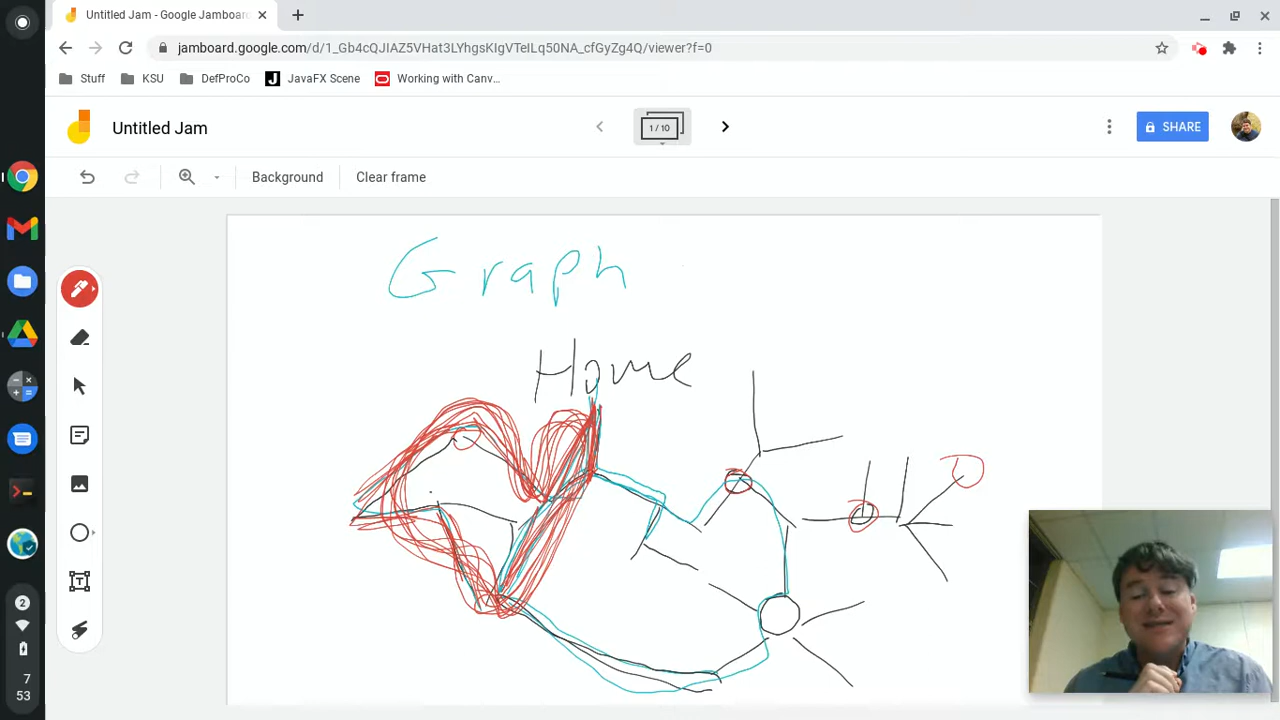 Untitled Jam - Google Jamboard
jamboard.google.com/d/1_Gb4cQJIAZ5VHat3LYhgsKIgVTeILq50NA_cfGyZg4Q/viewer?f=0
Stuff KSU DefProCo JavaFX Scene Working with Canv...
Untitled Jam
1 / 10
SHARE
Background Clear frame
Graph
Home
2
7
53